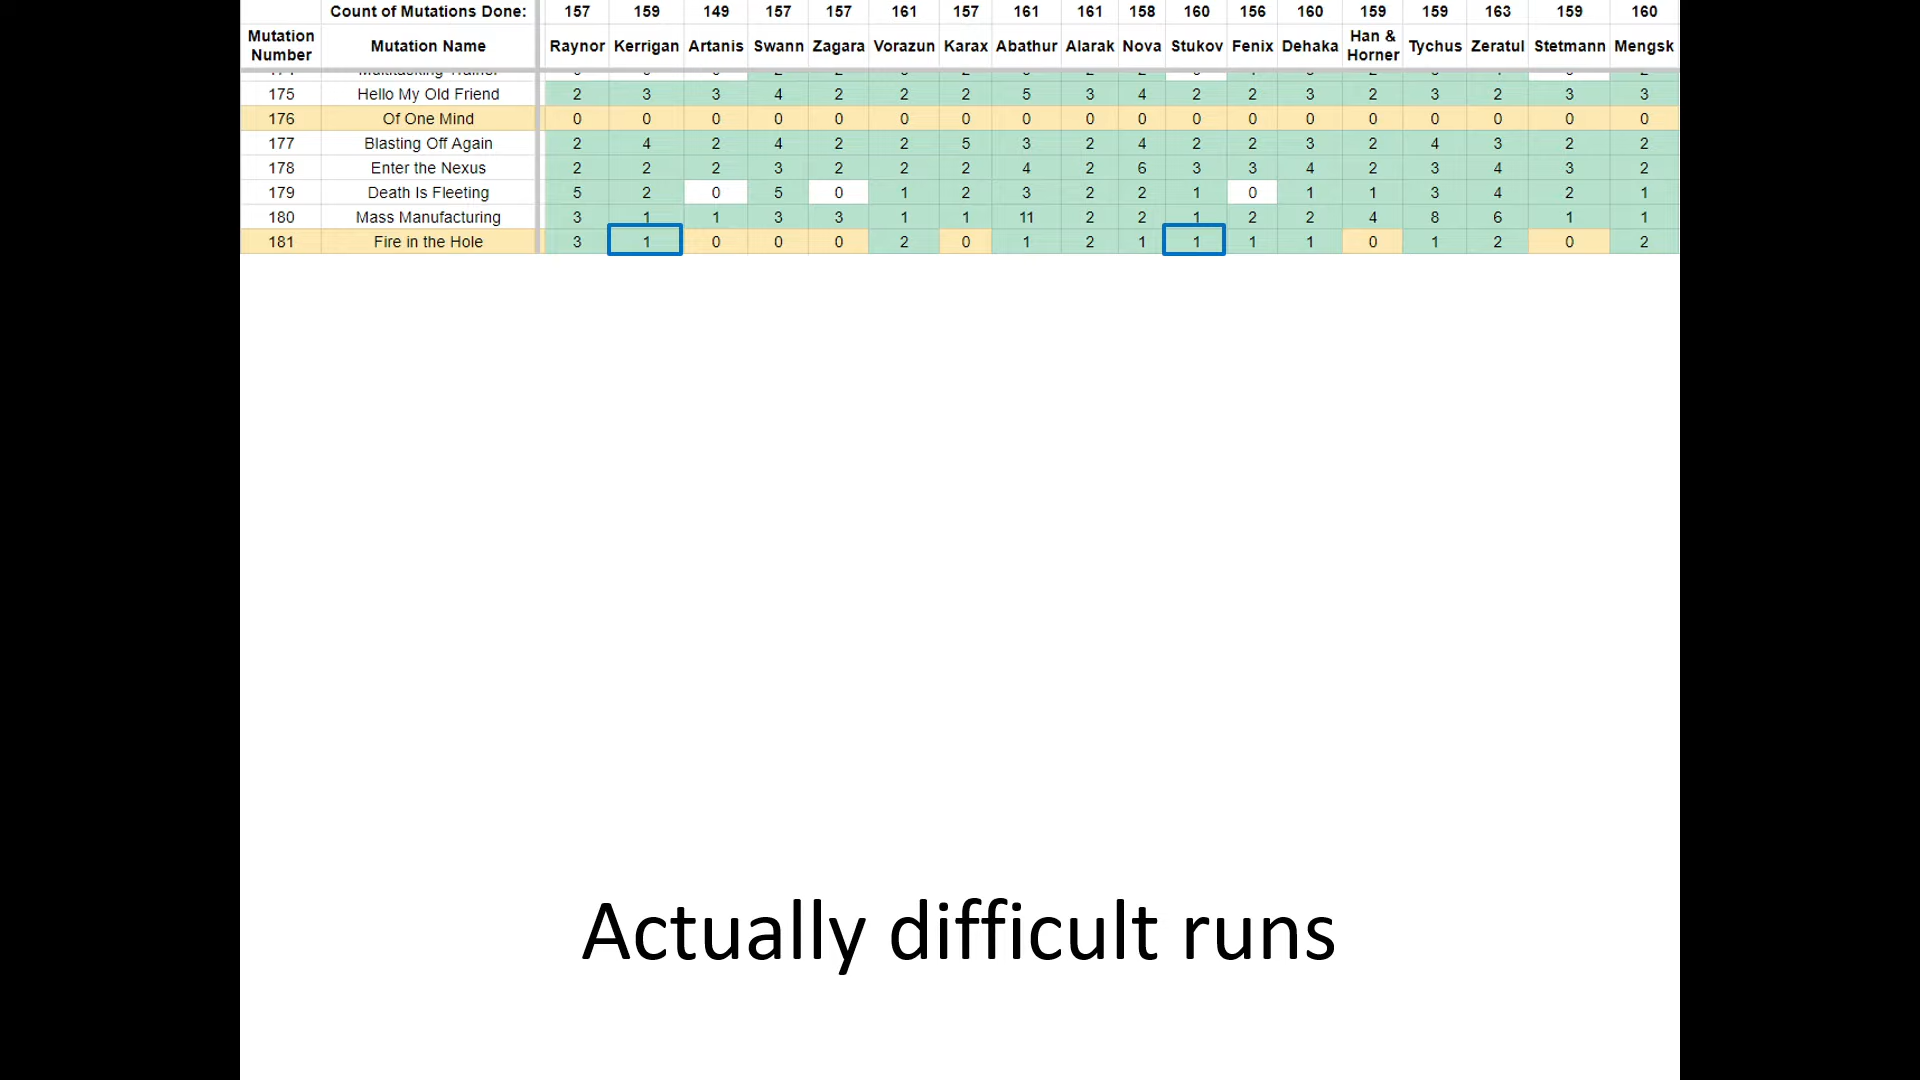 Count of Mutations Done: 157 159 149 157 157 161 157 161 161 158 160 156 160 159 159 163 159 160
Mutation Number Mutation Name Raynor Kerrigan Artanis Swann Zagara Vorazun Karax Abathur Alarak Nova Stukov Fenix Dehaka Han & Horner Tychus Zeratul Stetmann Mengsk
175 Hello My Old Friend 2 3 3 4 2 2 2 5 3 4 2 2 3 2 3 2 3 3
176 Of One Mind 0 0 0 0 0 0 0 0 0 0 0 0 0 0 0 0 0 0
177 Blasting Off Again 2 4 2 4 2 2 5 3 2 4 2 2 3 2 4 3 2 2
178 Enter the Nexus 2 2 2 3 2 2 2 4 2 6 3 3 4 2 3 4 3 2
179 Death Is Fleeting 5 2 0 5 0 1 2 3 2 2 1 0 1 1 3 4 2 1
180 Mass Manufacturing 3 1 1 3 3 1 1 11 2 2 1 2 2 4 8 6 1 1
181 Fire in the Hole 3 1 0 0 0 2 0 1 2 1 1 1 1 0 1 2 0 2
Actually difficult runs